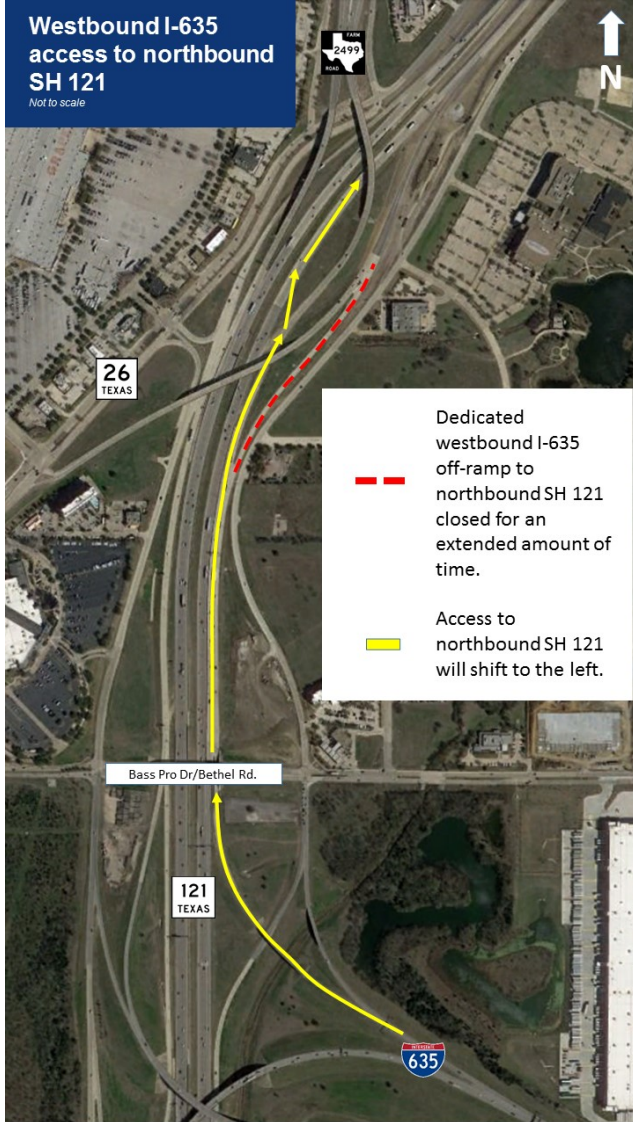 Westbound I-635
access to northbound
SH 121
Not to scale
FARM
2499
ROAD
N
26
TEXAS
Dedicated
westbound I-635
off-ramp to
northbound SH 121
closed for an
extended amount of
time.
Access to
northbound SH 121
will shift to the left.
Bass Pro Dr/Bethel Rd.
121
TEXAS
INTERSTATE
635